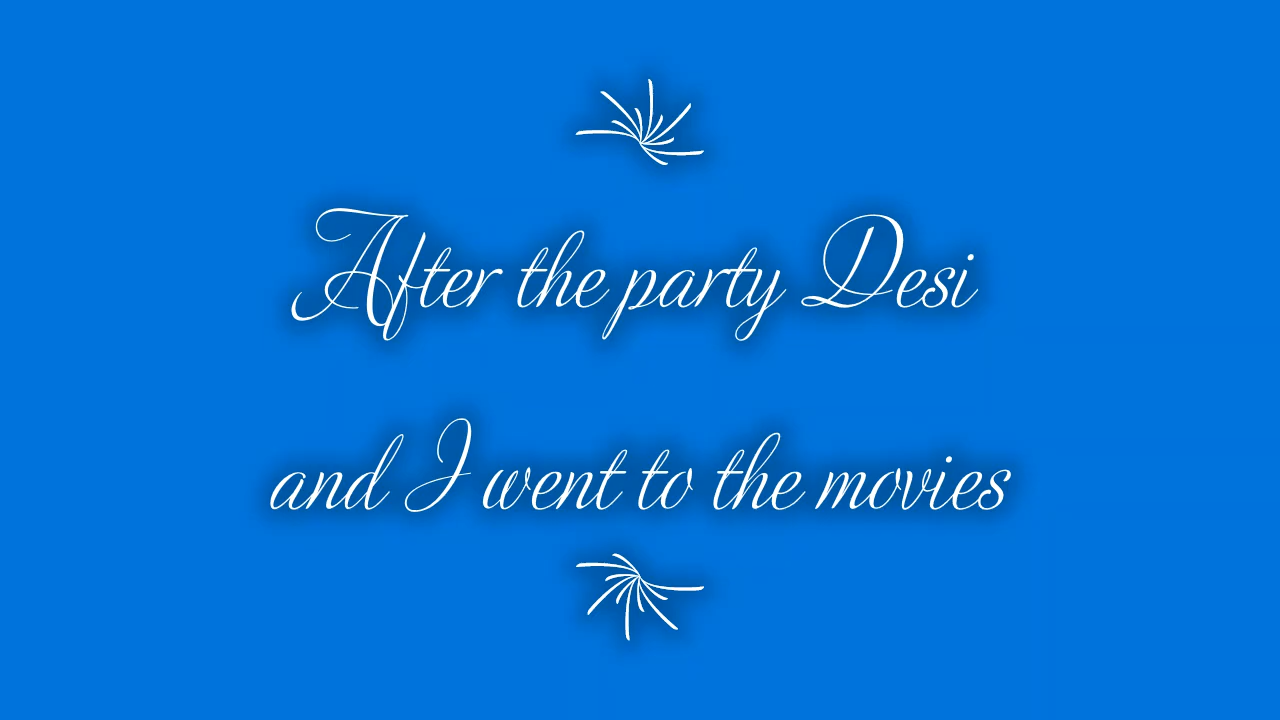 After the party Desi
and I went to the movies